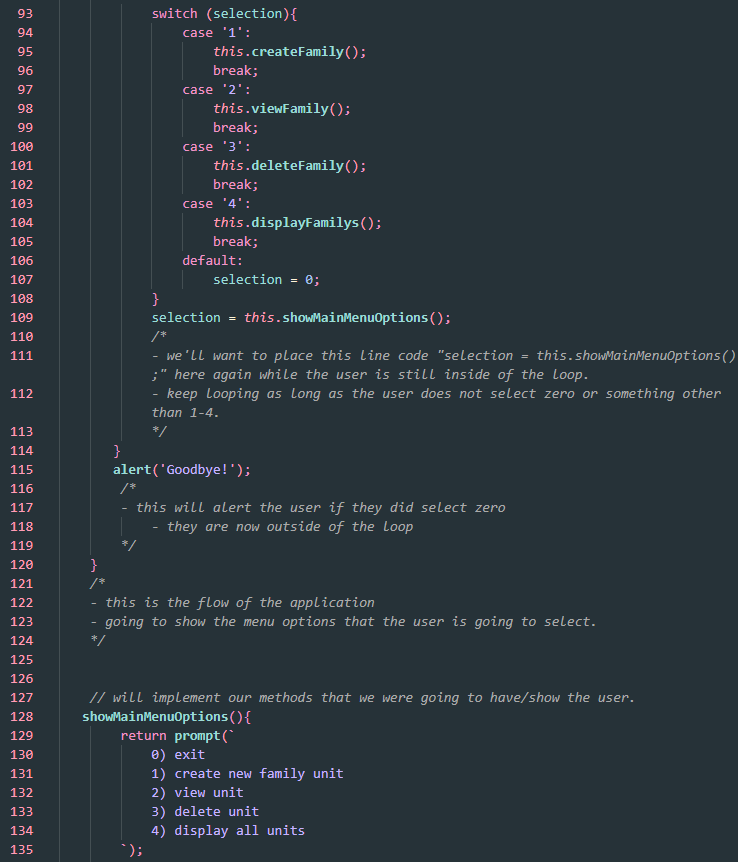 93 switch (selection){
94 case '1':
95 this.createFamily();
96 break;
97 case '2':
98 this.viewFamily();
99 break;
100 case '3':
101 this.deleteFamily();
102 break;
103 case '4':
104 this.displayFamilys();
105 break;
106 default:
107 selection = 0;
108 }
109 selection = this.showMainMenuOptions();
110 /*
111 - we'll want to place this line code "selection = this.showMainMenuOptions()
;" here again while the user is still inside of the loop.
112 - keep looping as long as the user does not select zero or something other
than 1-4.
113 */
114 }
115 alert('Goodbye!');
116 /*
117 - this will alert the user if they did select zero
118 - they are now outside of the loop
119 */
120 }
121 /*
122 - this is the flow of the application
123 - going to show the menu options that the user is going to select.
124 */
125
126
127 // will implement our methods that we were going to have/show the user.
128 showMainMenuOptions(){
129 return prompt(`
130 0) exit
131 1) create new family unit
132 2) view unit
133 3) delete unit
134 4) display all units
135 `);